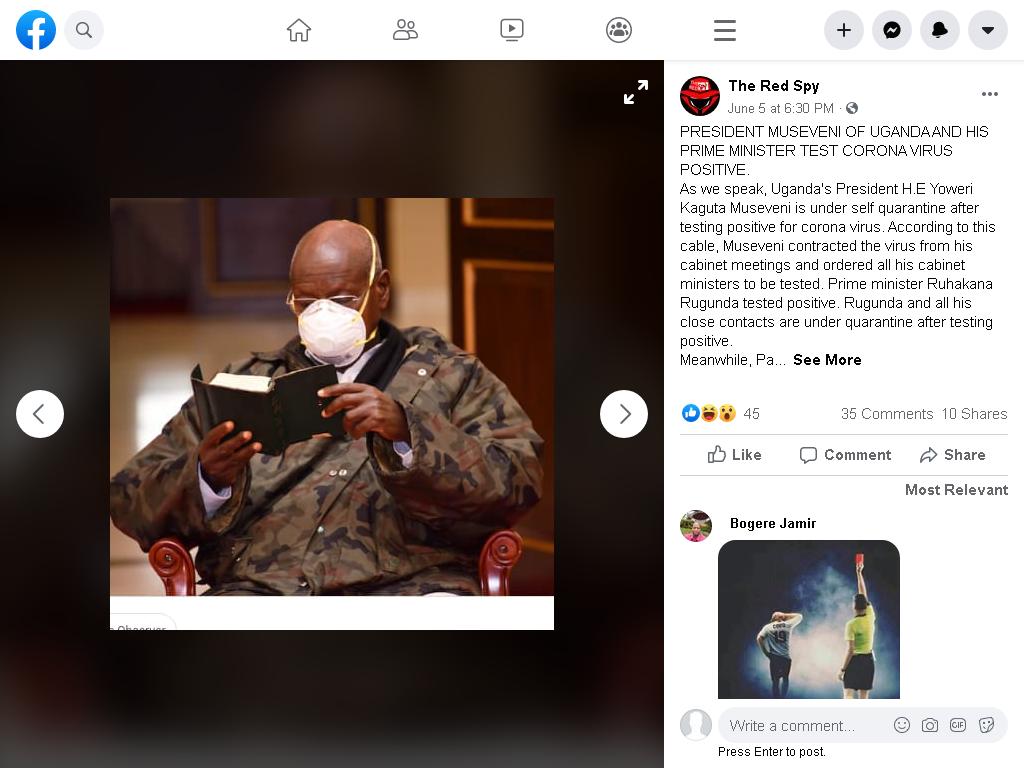 The Red Spy
June 5 at 6:30 PM ·
PRESIDENT MUSEVENI OF UGANDA AND HIS
PRIME MINISTER TEST CORONA VIRUS
POSITIVE.
As we speak, Uganda's President H.E Yoweri
Kaguta Museveni is under self quarantine after
testing positive for corona virus. According to this
cable, Museveni contracted the virus from his
cabinet meetings and ordered all his cabinet
ministers to be tested. Prime minister Ruhakana
Rugunda tested positive. Rugunda and all his
close contacts are under quarantine after testing
positive.
Meanwhile, Pa... See More
45 35 Comments 10 Shares
Like Comment Share
Most Relevant
Bogere Jamir
19
Write a comment...
GIF
Press Enter to post.
Observer